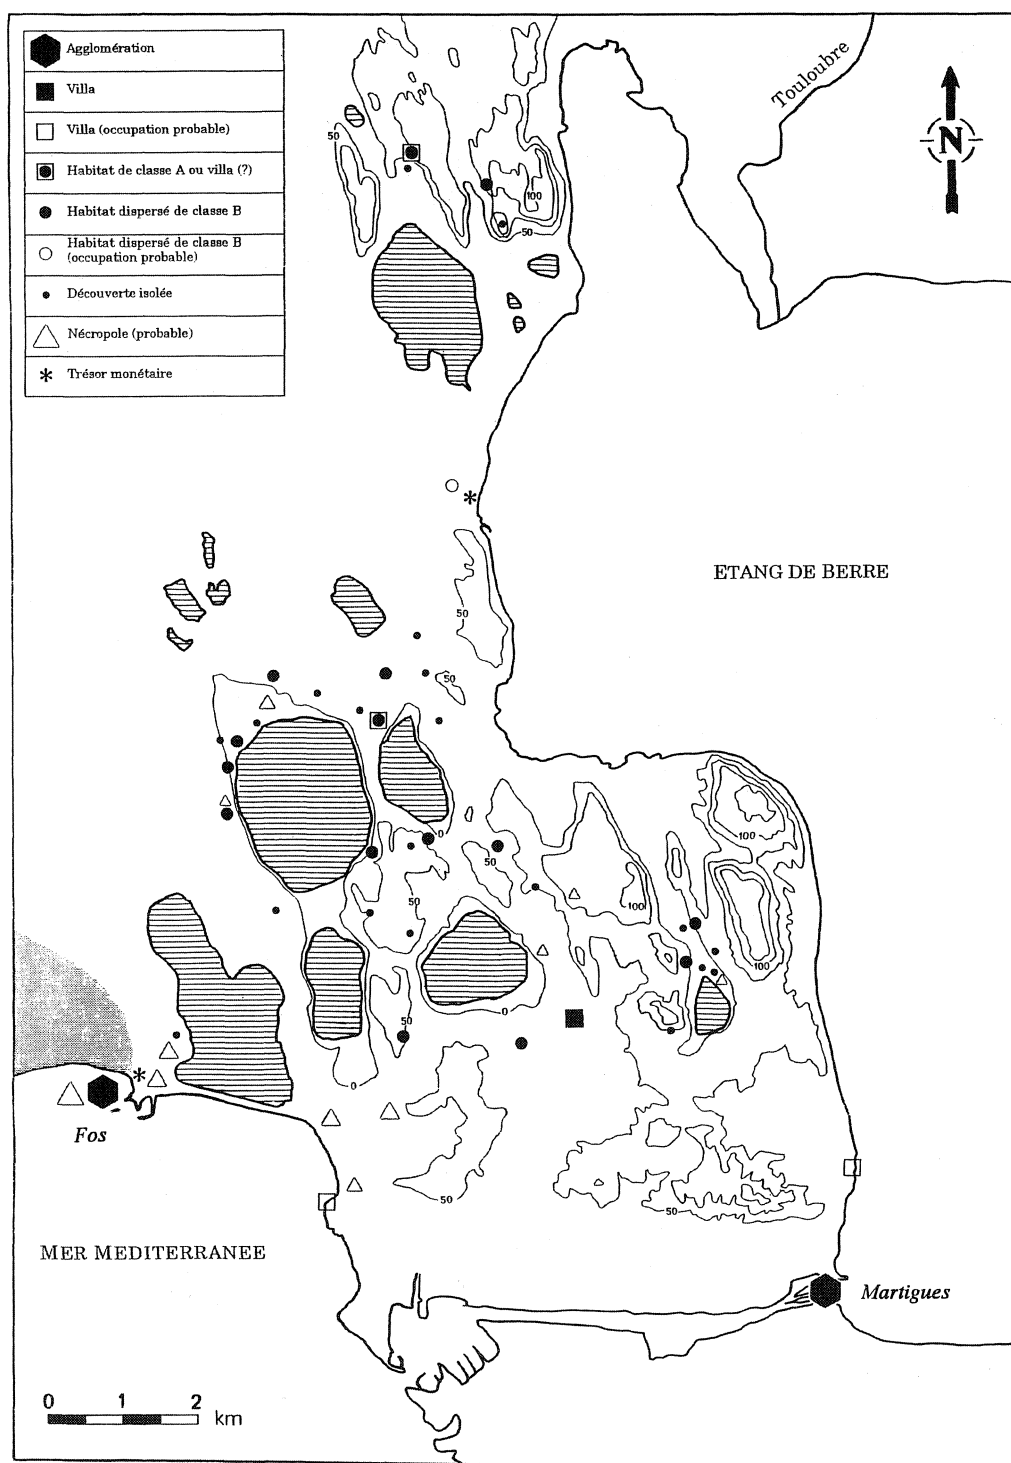 Agglomération
Villa
Villa (occupation probable)
Habitat de classe A ou villa (?)
Habitat dispersé de classe B
Habitat dispersé de classe B
(occupation probable)
Découverte isolée
Nécropole (probable)
Trésor monétaire
Touloubre
N
50
100
50
ETANG DE BERRE
50
50
0
100
50
100
50
100
50
0
0
Fos
50
50
MER MEDITERRANEE
Martigues
0 1 2
km